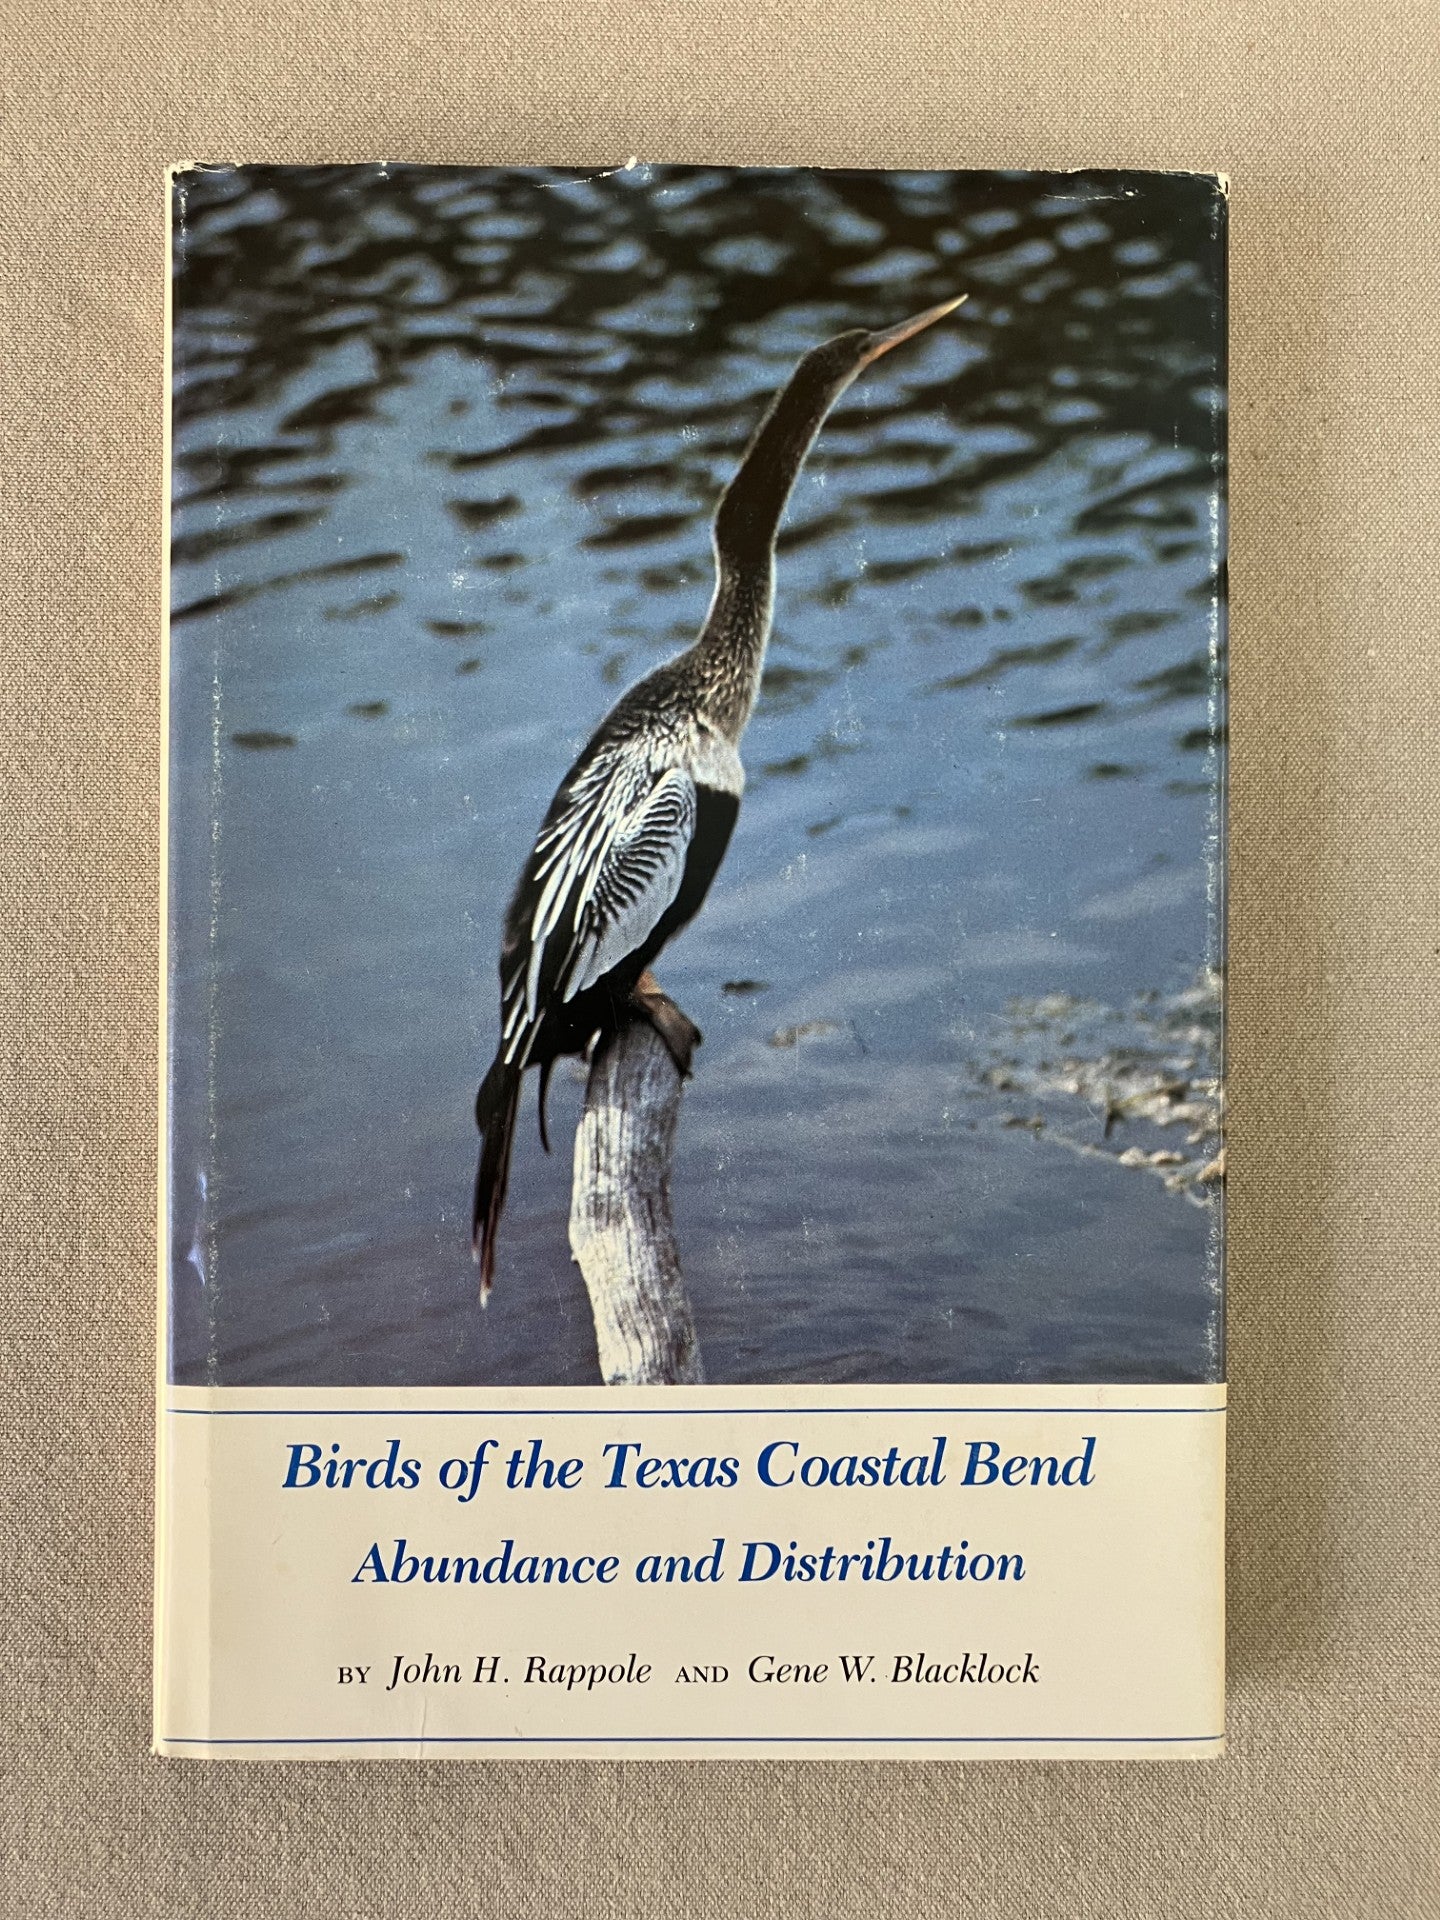 Birds of the Texas Coastal Bend
Abundance and Distribution
BY John H. Rappole AND Gene W. Blacklock